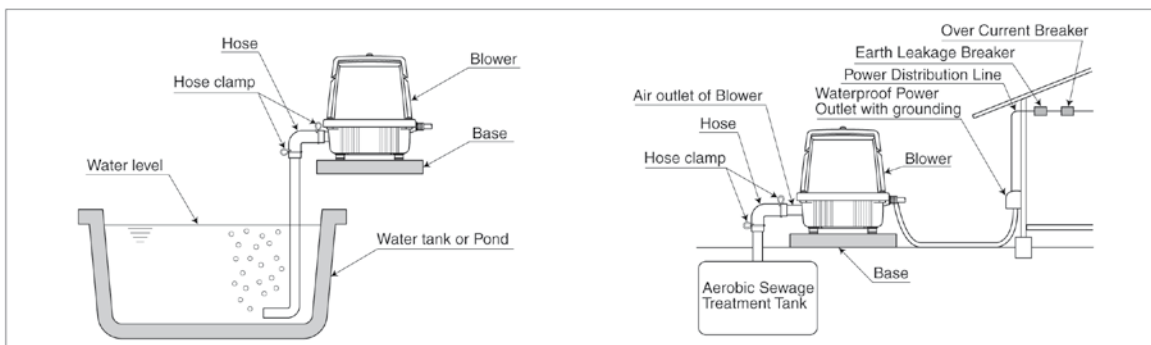 Hose
Blower
Hose clamp
Base
Water level
Water tank or Pond
Over Current Breaker
Earth Leakage Breaker
Power Distribution Line
Waterproof Power
Outlet with grounding
Air outlet of Blower
Hose
Hose clamp
Blower
Base
Aerobic Sewage
Treatment Tank